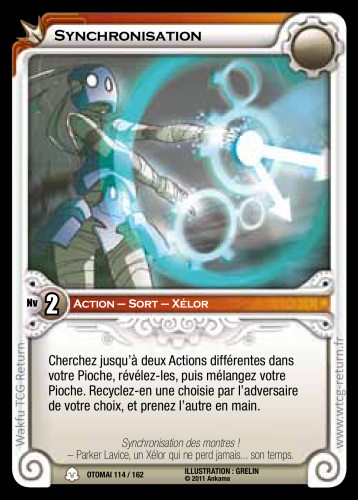 SYNCHRONISATION
Nv 2 ACTION – SORT – XÉLOR
Cherchez jusqu'à deux Actions différentes dans
votre Pioche, révélez-les, puis mélangez votre
Pioche. Recyclez-en une choisie par l'adversaire
de votre choix, et prenez l'autre en main.
Synchronisation des montres !
– Parker Lavice, un Xélor qui ne perd jamais... son temps.
OTOMAI 114 / 162
ILLUSTRATION : GRELIN
© 2011 Ankama
Wakfu TCG Return
www.wtcg-return.fr